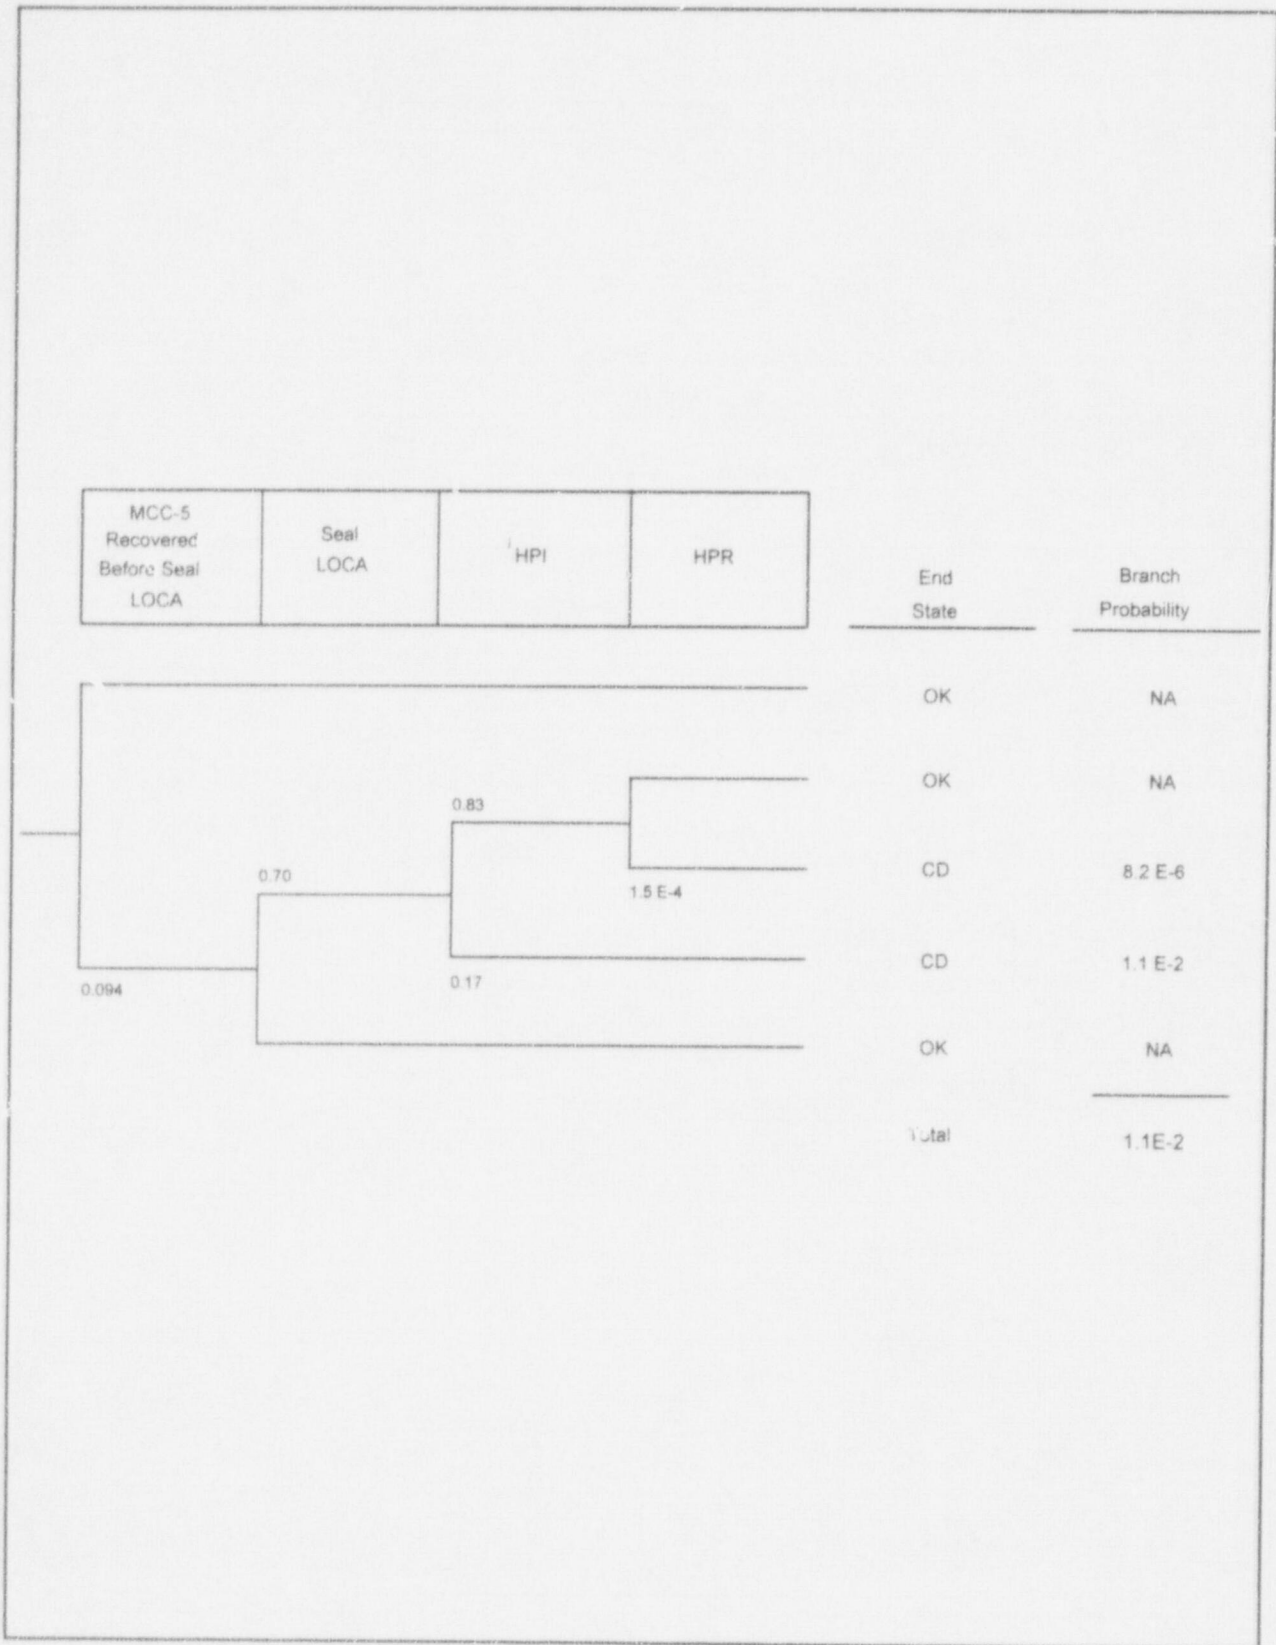 MCC-5
Recovered
Before Seal
LOCA
Seal
LOCA
HPI
HPR
End
State
Branch
Probability
OK NA
OK NA
0.83
CD 8.2 E-6
0.70
1.5 E-4
CD 1.1 E-2
0.094
0.17
OK NA
Total 1.1E-2